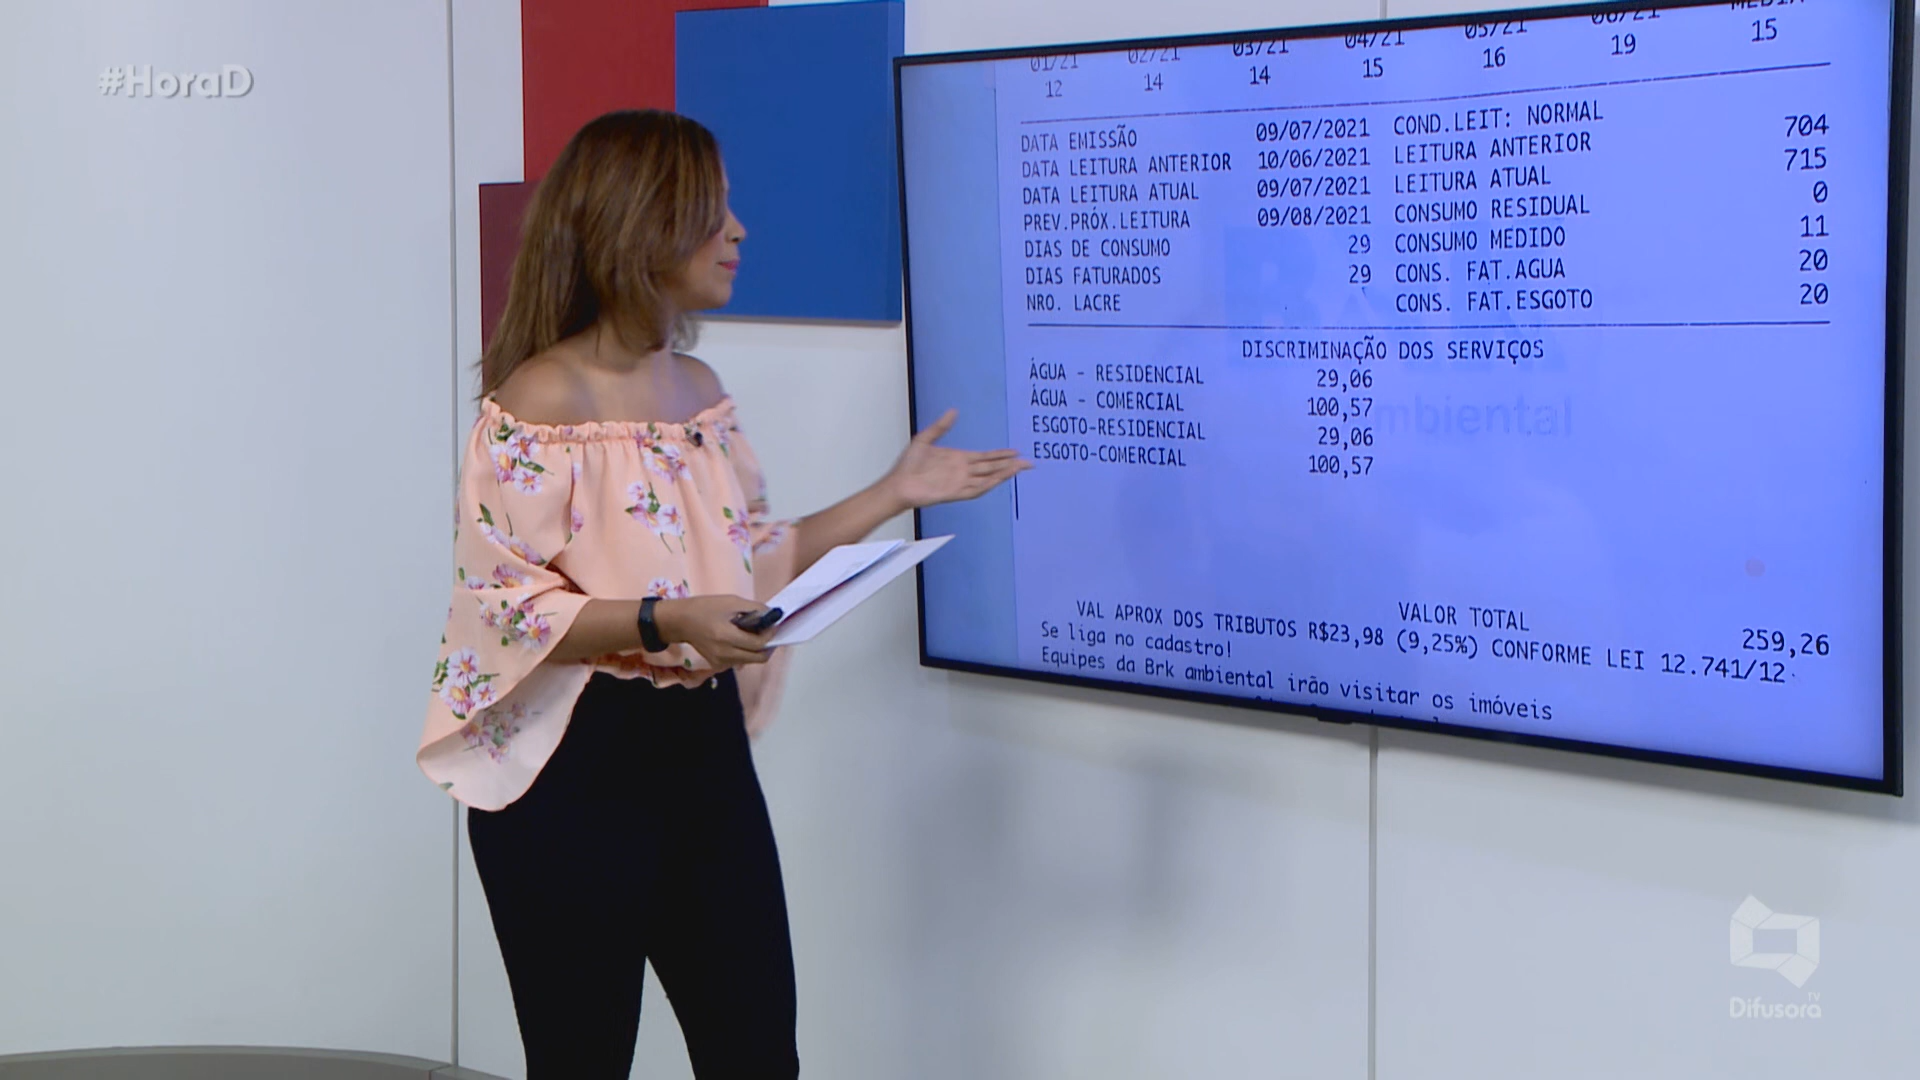 #HoraD
01/21 02/21 03/21 04/21 05/21 06/21 MEDIA
12 14 14 15 16 19 15
DATA EMISSÃO 09/07/2021 COND.LEIT: NORMAL
DATA LEITURA ANTERIOR 10/06/2021 LEITURA ANTERIOR 704
DATA LEITURA ATUAL 09/07/2021 LEITURA ATUAL 715
PREV.PRÓX.LEITURA 09/08/2021 CONSUMO RESIDUAL 0
DIAS DE CONSUMO 29 CONSUMO MEDIDO 11
DIAS FATURADOS 29 CONS. FAT.AGUA 20
NRO. LACRE CONS. FAT.ESGOTO 20
DISCRIMINAÇÃO DOS SERVIÇOS
ÁGUA - RESIDENCIAL 29,06
ÁGUA - COMERCIAL 100,57
ESGOTO-RESIDENCIAL 29,06
ESGOTO-COMERCIAL 100,57
ambiental
VALOR TOTAL 259,26
VAL APROX DOS TRIBUTOS R$23,98 (9,25%) CONFORME LEI 12.741/12
Se liga no cadastro!
Equipes da Brk ambiental irão visitar os imóveis
TV
Difusora